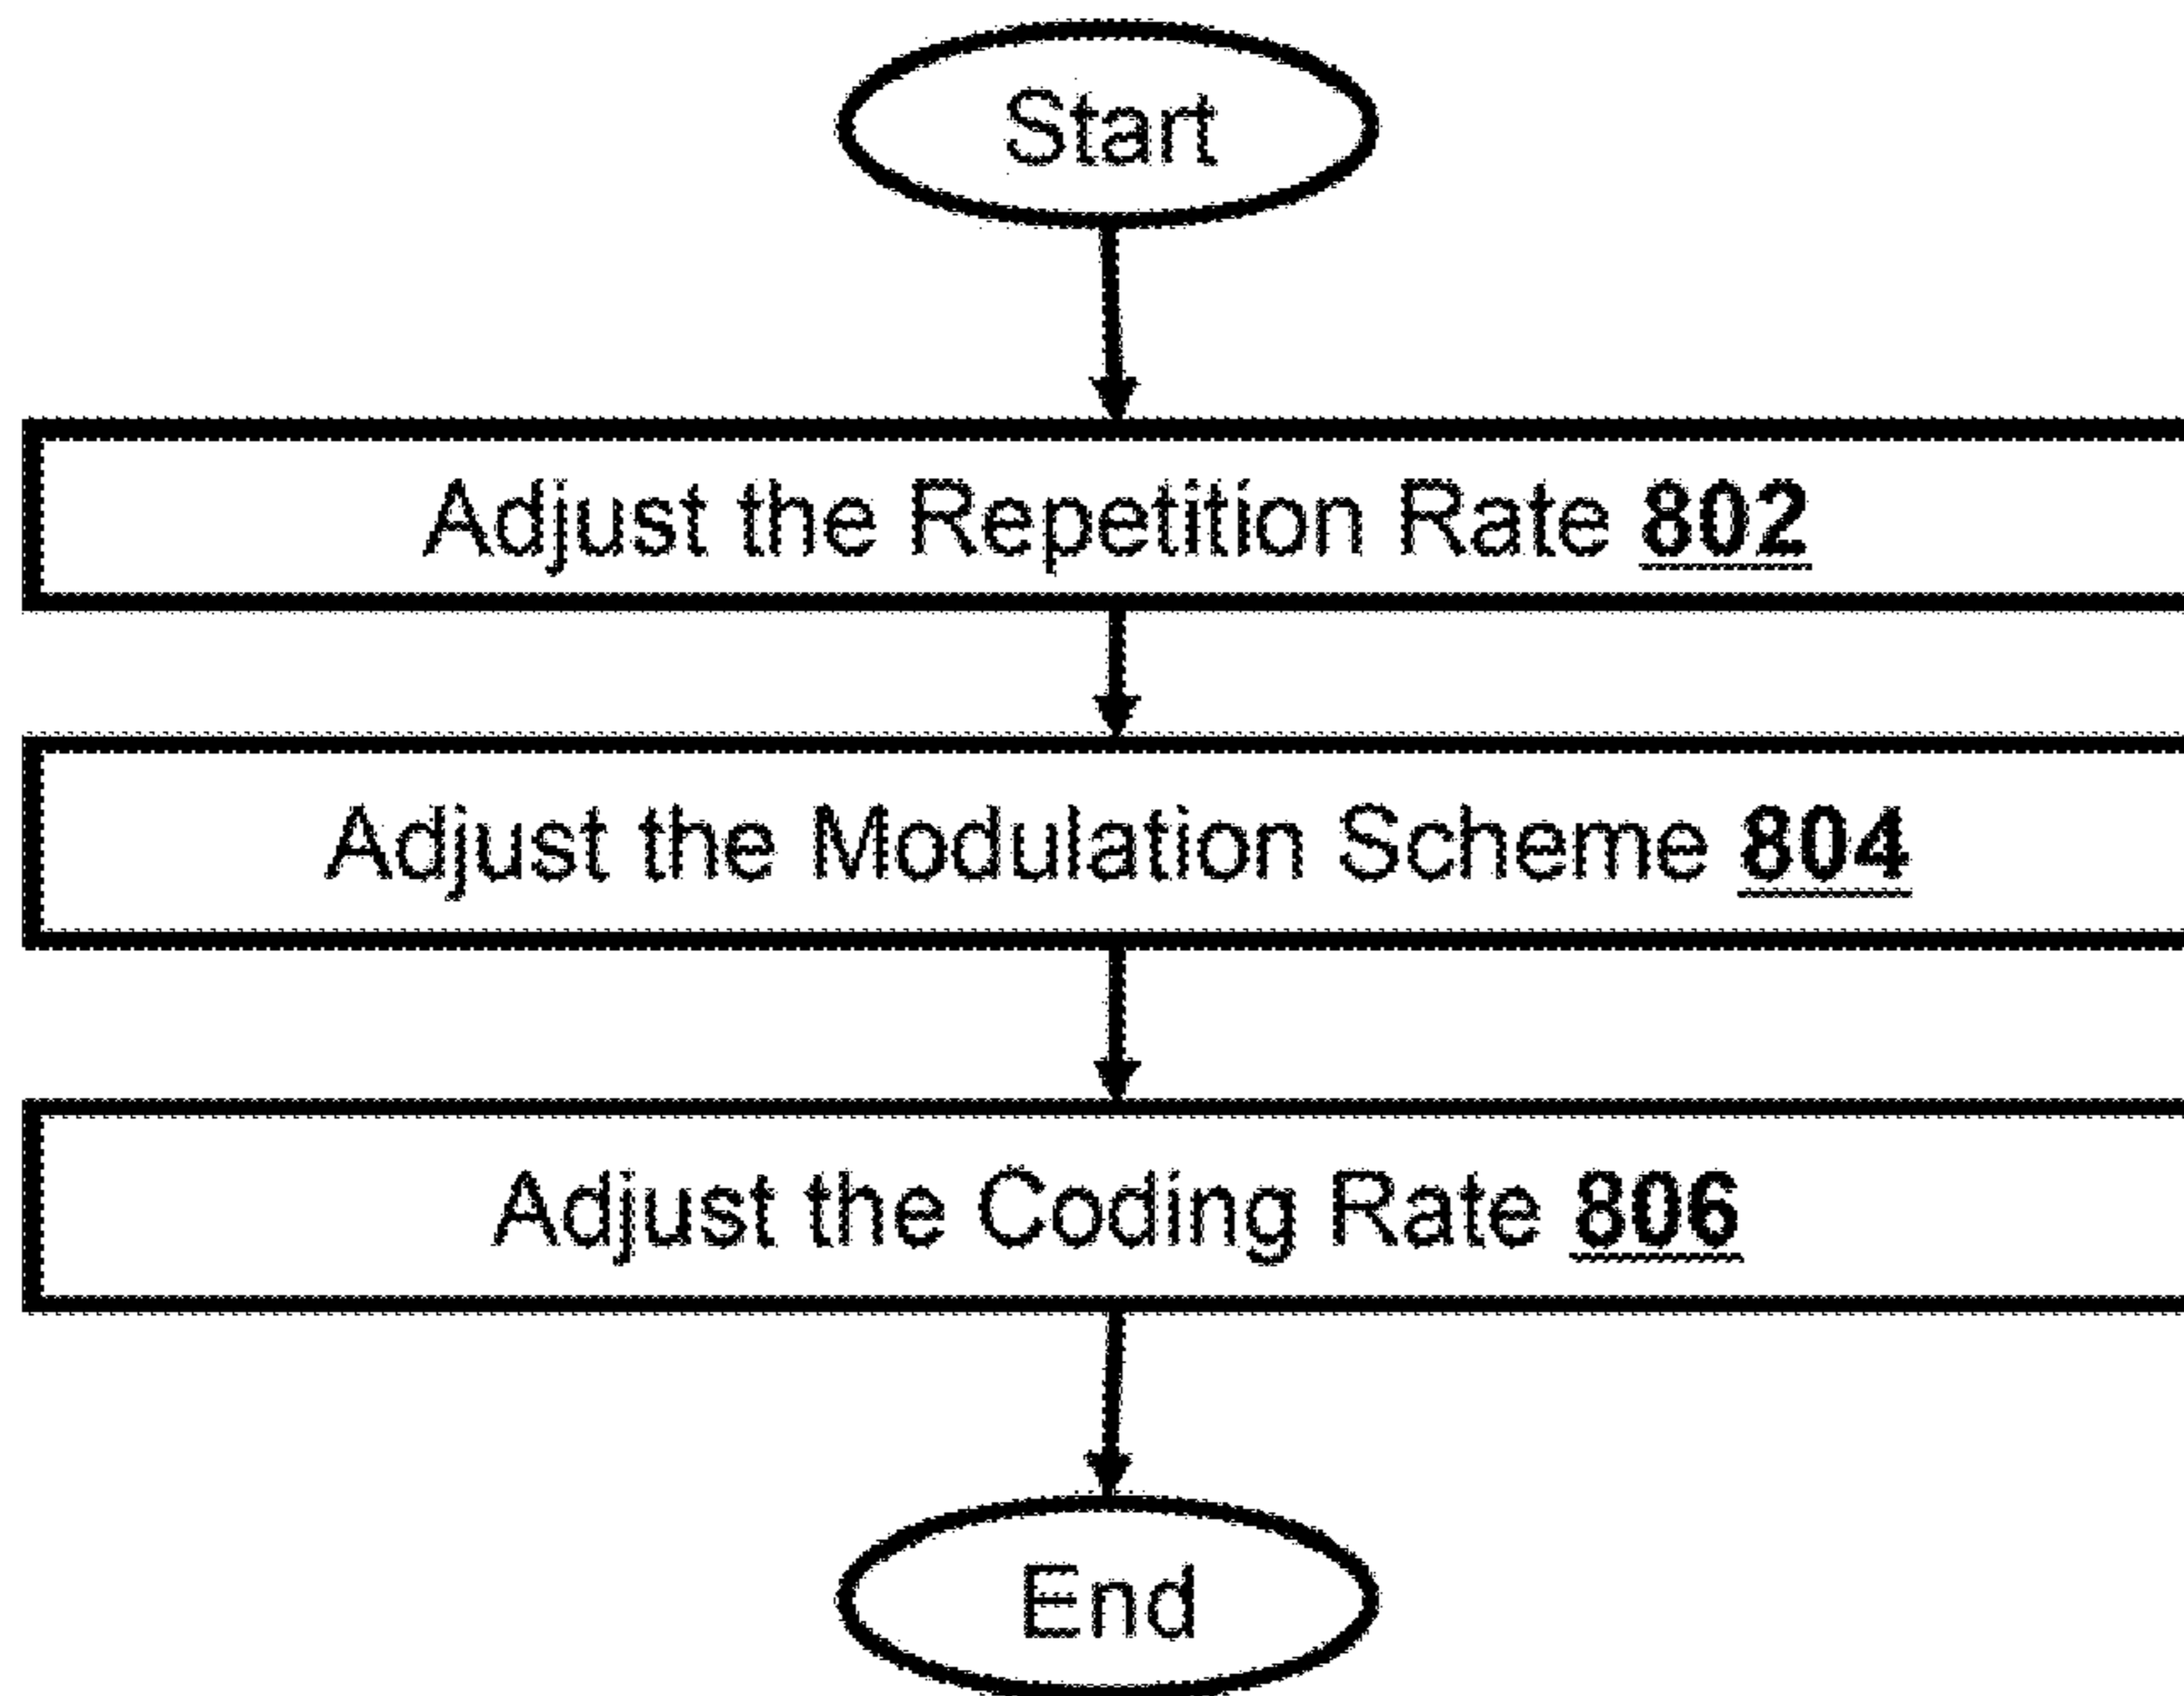 Start
Adjust the Repetition Rate 802
Adjust the Modulation Scheme 804
Adjust the Coding Rate 806
End